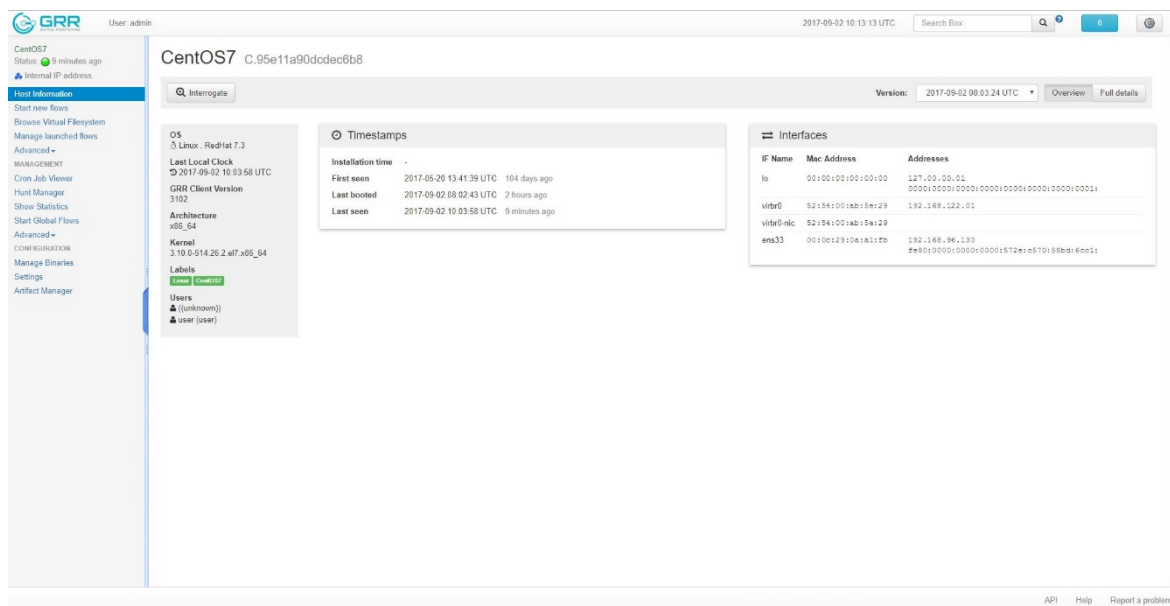 GRR
User: admin
2017-09-02 10:13:13 UTC
Search Box
0
CentOS7
Status: 9 minutes ago
Internal IP address.
Host Information
Start new flows
Browse Virtual Filesystem
Manage launched flows
Advanced
MANAGEMENT
Cron Job Viewer
Hunt Manager
Show Statistics
Start Global Flows
Advanced
CONFIGURATION
Manage Binaries
Settings
Artifact Manager
CentOS7 C.95e11a90dcdec6b8
Interrogate
Version: 2017-09-02 08:03:24 UTC Overview Full details
OS
Linux , RedHat 7.3
Last Local Clock
2017-09-02 10:03:58 UTC
GRR Client Version
3102
Architecture
x86_64
Kernel
3.10.0-514.26.2.el7.x86_64
Labels
Linux CentOS7
Users
((unknown))
user (user)
Timestamps
Installation time -
First seen 2017-05-20 13:41:39 UTC 104 days ago
Last booted 2017-09-02 08:02:43 UTC 2 hours ago
Last seen 2017-09-02 10:03:58 UTC 9 minutes ago
Interfaces
IF Name Mac Address Addresses
lo 00:00:00:00:00:00 127.00.00.01
0000:0000:0000:0000:0000:0000:0000:0001:
virbr0 52:54:00:ab:5e:29 192.168.122.01
virbr0-nic 52:54:00:ab:5e:29
ens33 00:0c:29:0a:a1:fb 192.168.96.130
fe80:0000:0000:0000:572e:c570:58bd:6cc1:
API Help Report a problem